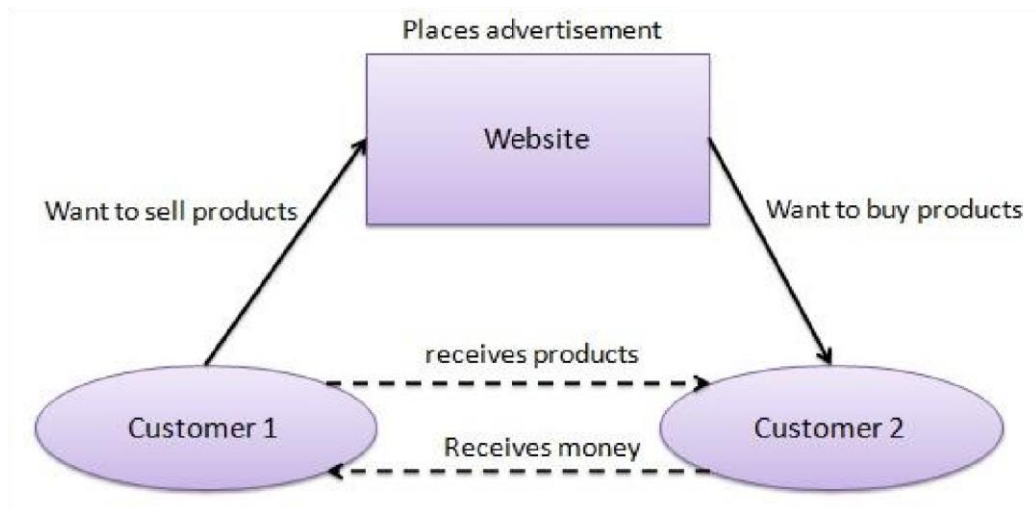 Places advertisement
Website
Want to sell products
Want to buy products
receives products
Customer 1
Customer 2
Receives money